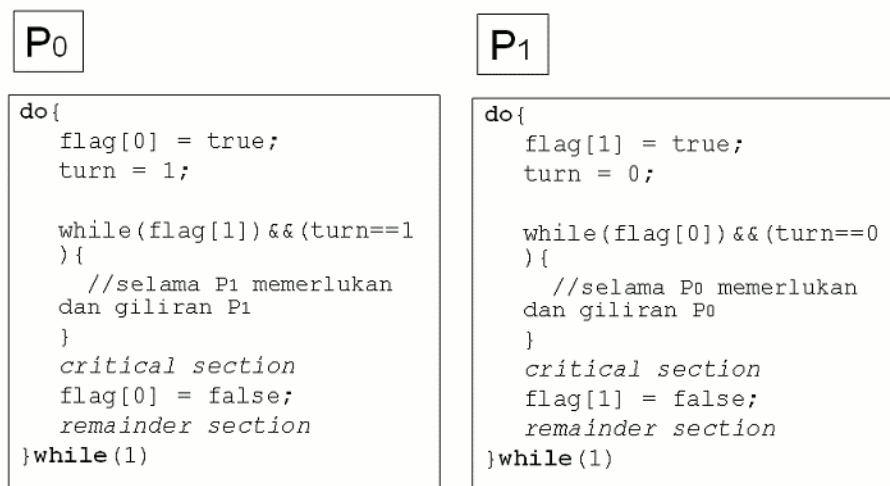 P0
do{
flag[0] = true;
turn = 1;
while(flag[1])&&(turn==1
){
//selama P1 memerlukan
dan giliran P1
}
critical section
flag[0] = false;
remainder section
}while(1)
P1
do{
flag[1] = true;
turn = 0;
while(flag[0])&&(turn==0
){
//selama P0 memerlukan
dan giliran P0
}
critical section
flag[1] = false;
remainder section
}while(1)